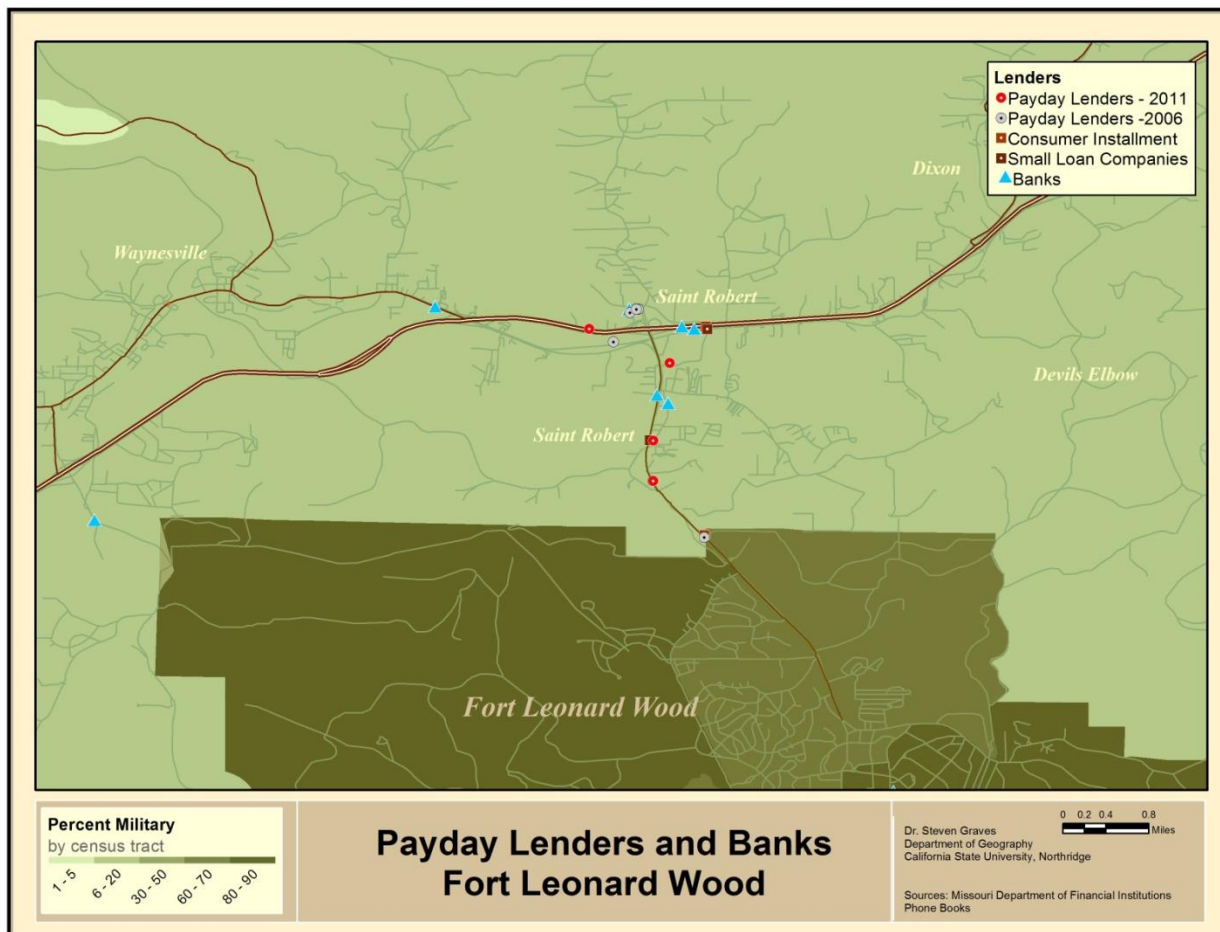 Lenders
Payday Lenders - 2011
Payday Lenders -2006
Consumer Installment
Small Loan Companies
Banks
Dixon
Waynesville
Saint Robert
Devils Elbow
Saint Robert
Fort Leonard Wood
Percent Military
by census tract
1 - 5
6 - 20
30 - 50
60 - 70
80 - 90
Payday Lenders and Banks
Fort Leonard Wood
0 0.2 0.4 0.8
Miles
Dr. Steven Graves
Department of Geography
California State University, Northridge
Sources: Missouri Department of Financial Institutions
Phone Books